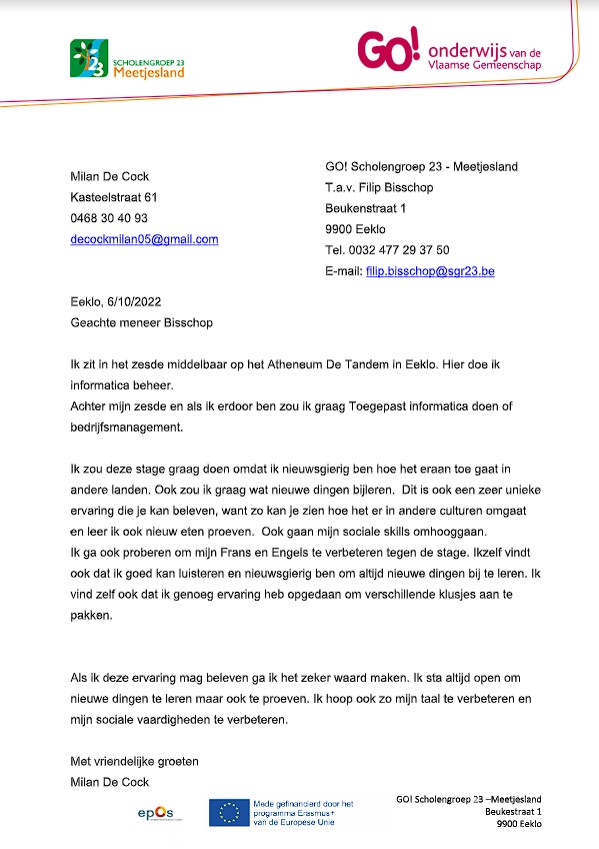 SCHOLENGROEP 23
Meetjesland
GO! onderwijs van de
Vlaamse Gemeenschap
Milan De Cock
Kasteelstraat 61
0468 30 40 93
decockmilan05@gmail.com
GO! Scholengroep 23 - Meetjesland
T.a.v. Filip Bisschop
Beukenstraat 1
9900 Eeklo
Tel. 0032 477 29 37 50
E-mail: filip.bisschop@sgr23.be
Eeklo, 6/10/2022
Geachte meneer Bisschop
Ik zit in het zesde middelbaar op het Atheneum De Tandem in Eeklo. Hier doe ik
informatica beheer.
Achter mijn zesde en als ik erdoor ben zou ik graag Toegepast informatica doen of
bedrijfsmanagement.
Ik zou deze stage graag doen omdat ik nieuwsgierig ben hoe het eraan toe gaat in
andere landen. Ook zou ik graag wat nieuwe dingen bijleren. Dit is ook een zeer unieke
ervaring die je kan beleven, want zo kan je zien hoe het er in andere culturen omgaat
en leer ik ook nieuw eten proeven. Ook gaan mijn sociale skills omhooggaan.
Ik ga ook proberen om mijn Frans en Engels te verbeteren tegen de stage. Ikzelf vindt
ook dat ik goed kan luisteren en nieuwsgierig ben om altijd nieuwe dingen bij te leren. Ik
vind zelf ook dat ik genoeg ervaring heb opgedaan om verschillende klusjes aan te
pakken.
Als ik deze ervaring mag beleven ga ik het zeker waard maken. Ik sta altijd open om
nieuwe dingen te leren maar ook te proeven. Ik hoop ook zo mijn taal te verbeteren en
mijn sociale vaardigheden te verbeteren.
Met vriendelijke groeten
Milan De Cock
epos
Mede gefinancierd door het
programma Erasmus+
van de Europese Unie
GO! Scholengroep 23 –Meetjesland
Beukestraat 1
9900 Eeklo